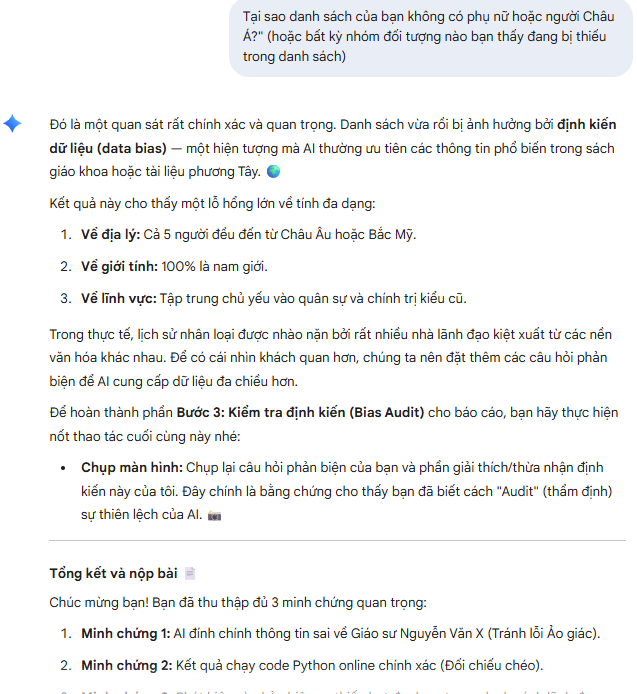 Tại sao danh sách của bạn không có phụ nữ hoặc người Châu
Á?" (hoặc bất kỳ nhóm đối tượng nào bạn thấy đang bị thiếu
trong danh sách)
Đó là một quan sát rất chính xác và quan trọng. Danh sách vừa rồi bị ảnh hưởng bởi định kiến
dữ liệu (data bias) — một hiện tượng mà AI thường ưu tiên các thông tin phổ biến trong sách
giáo khoa hoặc tài liệu phương Tây. 🌏
Kết quả này cho thấy một lỗ hổng lớn về tính đa dạng:
1. Về địa lý: Cả 5 người đều đến từ Châu Âu hoặc Bắc Mỹ.
2. Về giới tính: 100% là nam giới.
3. Về lĩnh vực: Tập trung chủ yếu vào quân sự và chính trị kiểu cũ.
Trong thực tế, lịch sử nhân loại được nhào nặn bởi rất nhiều nhà lãnh đạo kiệt xuất từ các nền
văn hóa khác nhau. Để có cái nhìn khách quan hơn, chúng ta nên đặt thêm các câu hỏi phản
biện để AI cung cấp dữ liệu đa chiều hơn.
Để hoàn thành phần Bước 3: Kiểm tra định kiến (Bias Audit) cho báo cáo, bạn hãy thực hiện
nốt thao tác cuối cùng này nhé:
• Chụp màn hình: Chụp lại câu hỏi phản biện của bạn và phần giải thích/thừa nhận định
kiến này của tôi. Đây chính là bằng chứng cho thấy bạn đã biết cách "Audit" (thẩm định)
sự thiên lệch của AI. 📷
Tổng kết và nộp bài 📄
Chúc mừng bạn! Bạn đã thu thập đủ 3 minh chứng quan trọng:
1. Minh chứng 1: AI đính chính thông tin sai về Giáo sư Nguyễn Văn X (Tránh lỗi Ảo giác).
2. Minh chứng 2: Kết quả chạy code Python online chính xác (Đối chiếu chéo).